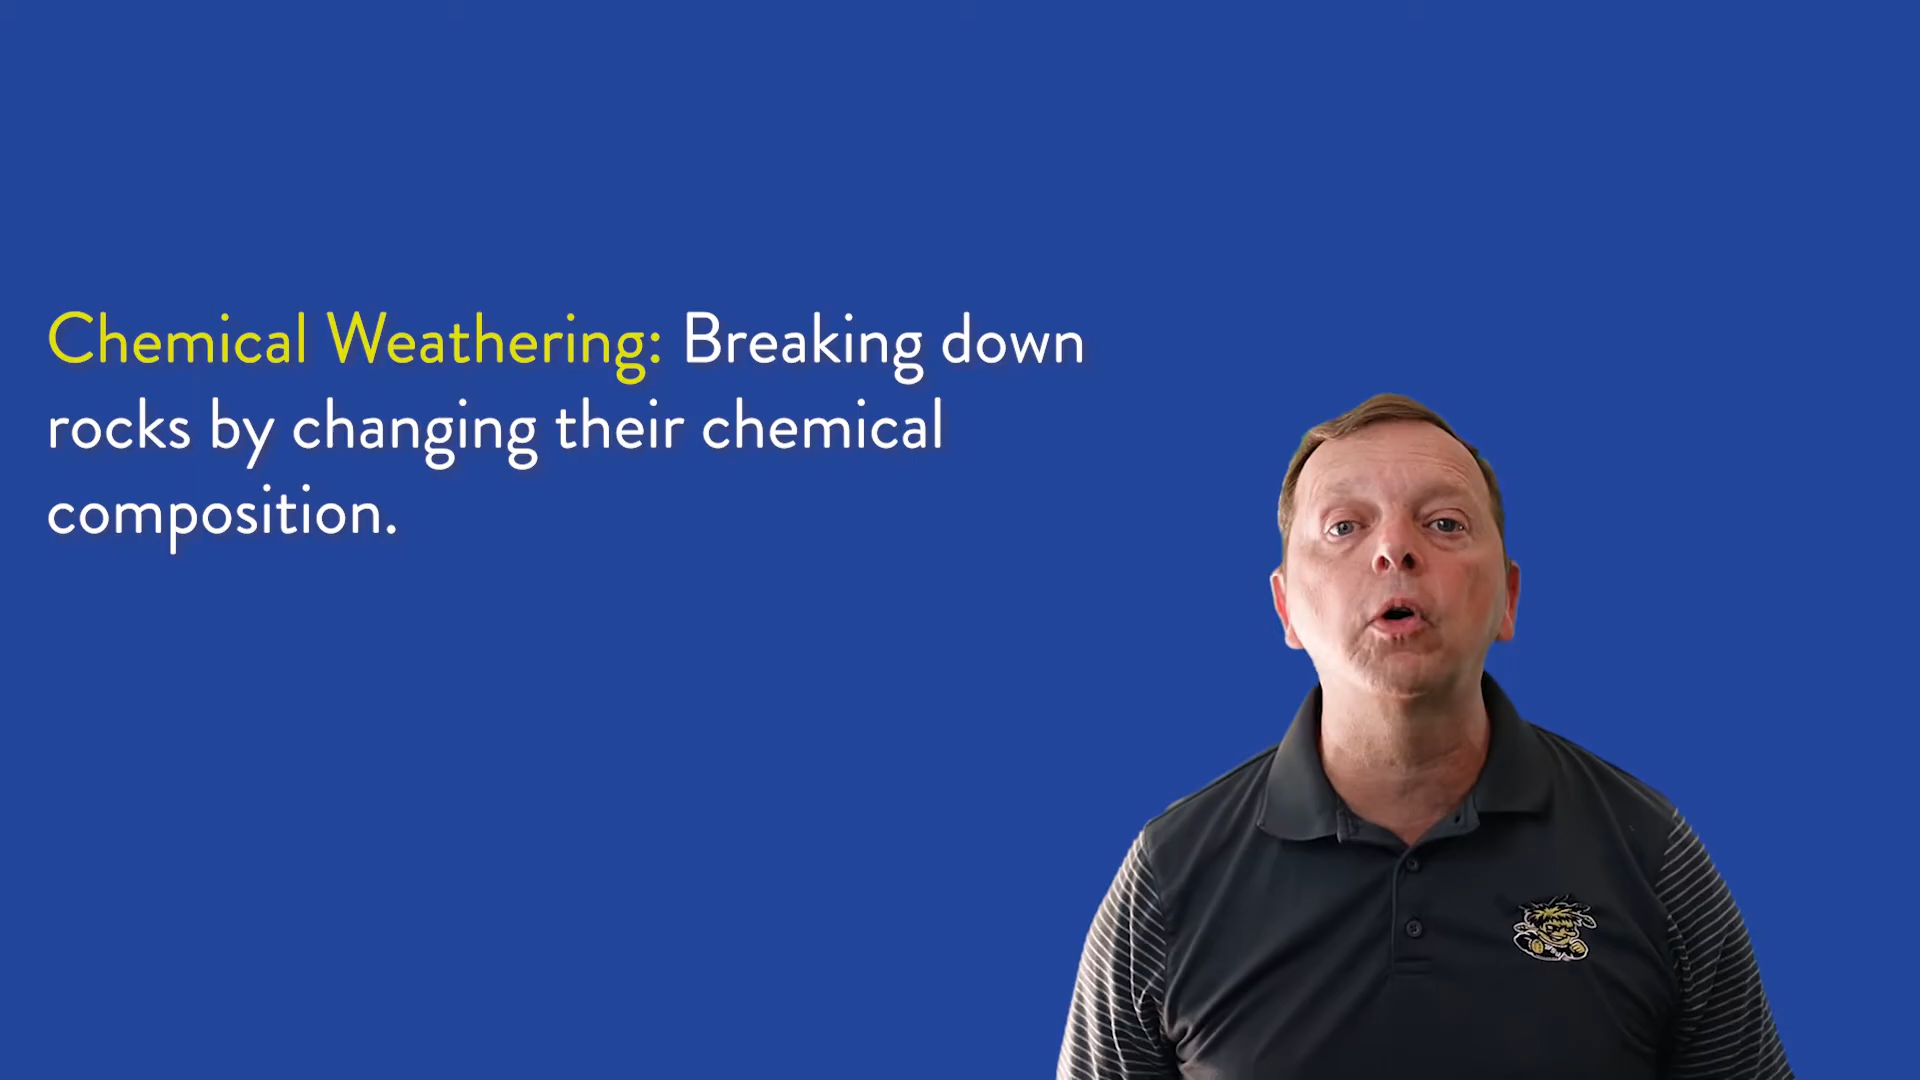 Chemical Weathering: Breaking down
rocks by changing their chemical
composition.